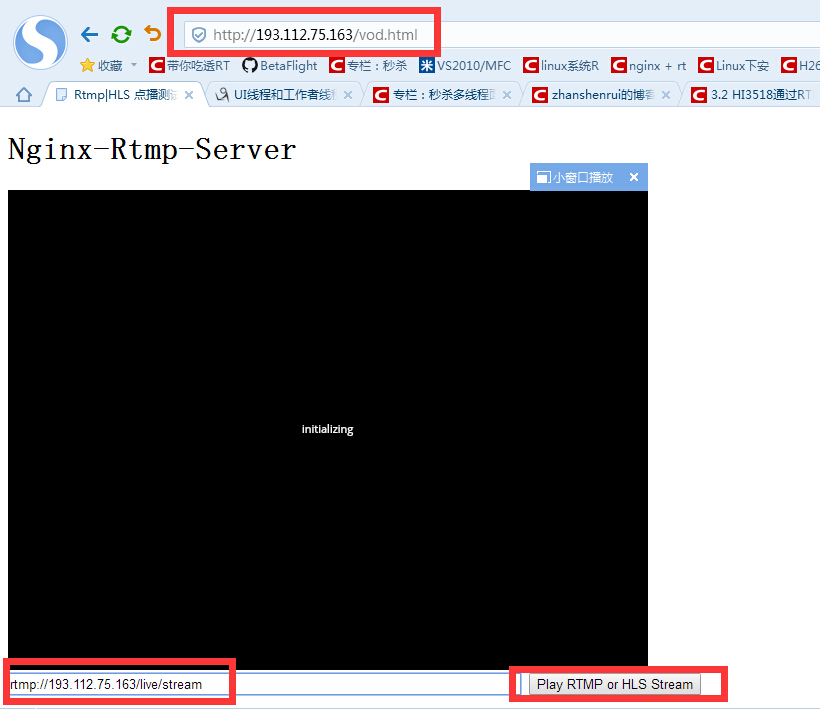 http://193.112.75.163/vod.html
收藏 带你吃透RT BetaFlight 专栏：秒杀 VS2010/MFC linux系统R nginx + rt Linux下安 H26
Rtmp|HLS 点播测试 UI线程和工作者线程 专栏：秒杀多线程 zhanshenrui的博客 3.2 HI3518通过RT
Nginx-Rtmp-Server
小窗口播放
initializing
rtmp://193.112.75.163/live/stream Play RTMP or HLS Stream